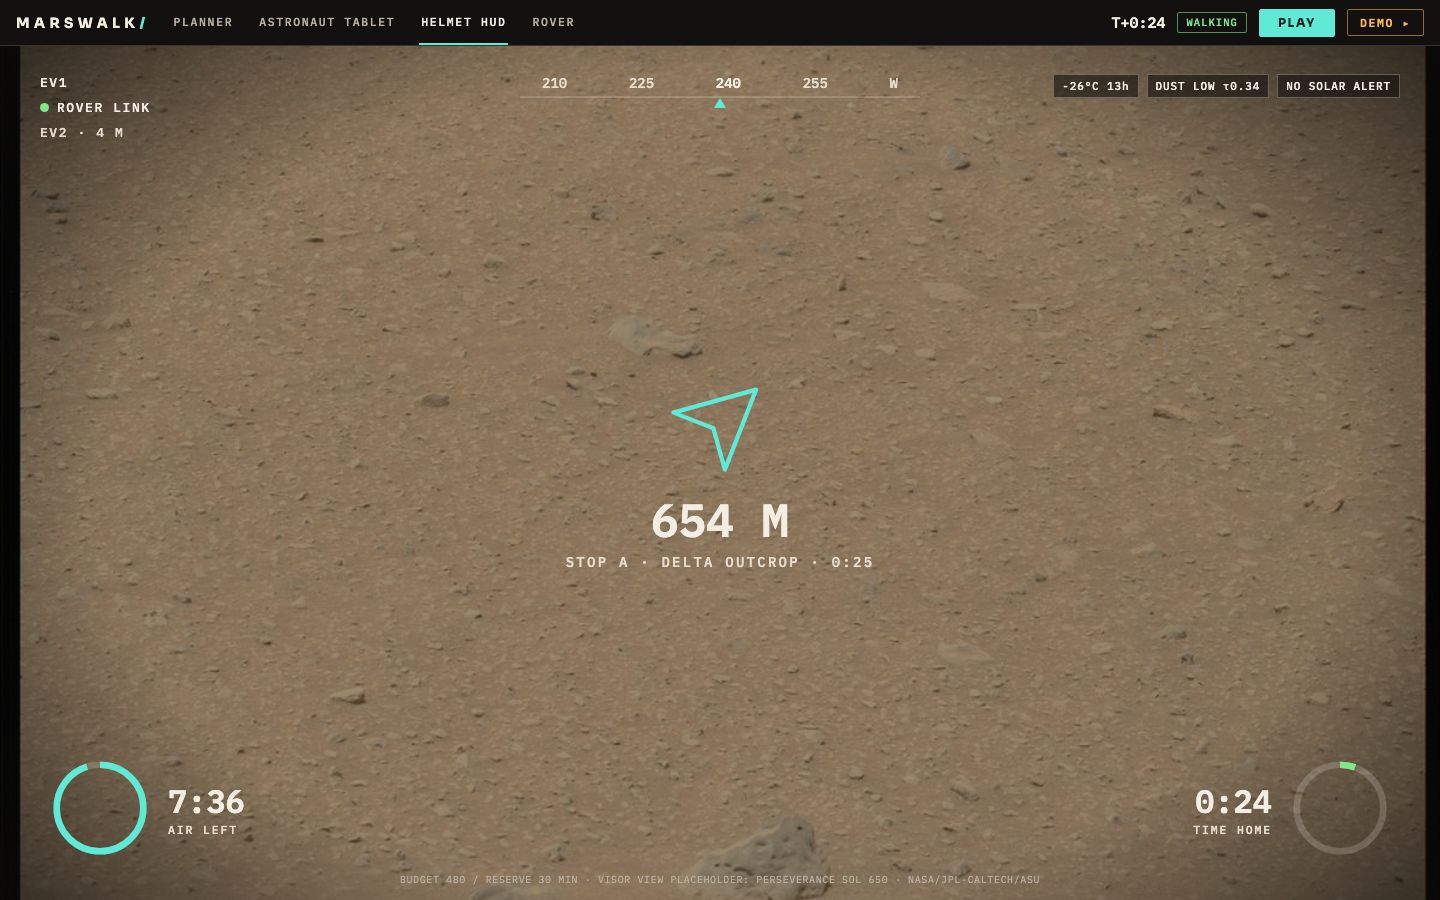 MARSWALK/ PLANNER ASTRONAUT TABLET HELMET HUD ROVER T+0:24 WALKING PLAY DEMO ▸
EV1
ROVER LINK
EV2 · 4 M
210 225 240 255 W
-26°C 13h DUST LOW τ0.34 NO SOLAR ALERT
654 M
STOP A · DELTA OUTCROP · 0:25
7:36
AIR LEFT
0:24
TIME HOME
BUDGET 480 / RESERVE 30 MIN · VISOR VIEW PLACEHOLDER: PERSEVERANCE SOL 650 · NASA/JPL-CALTECH/ASU